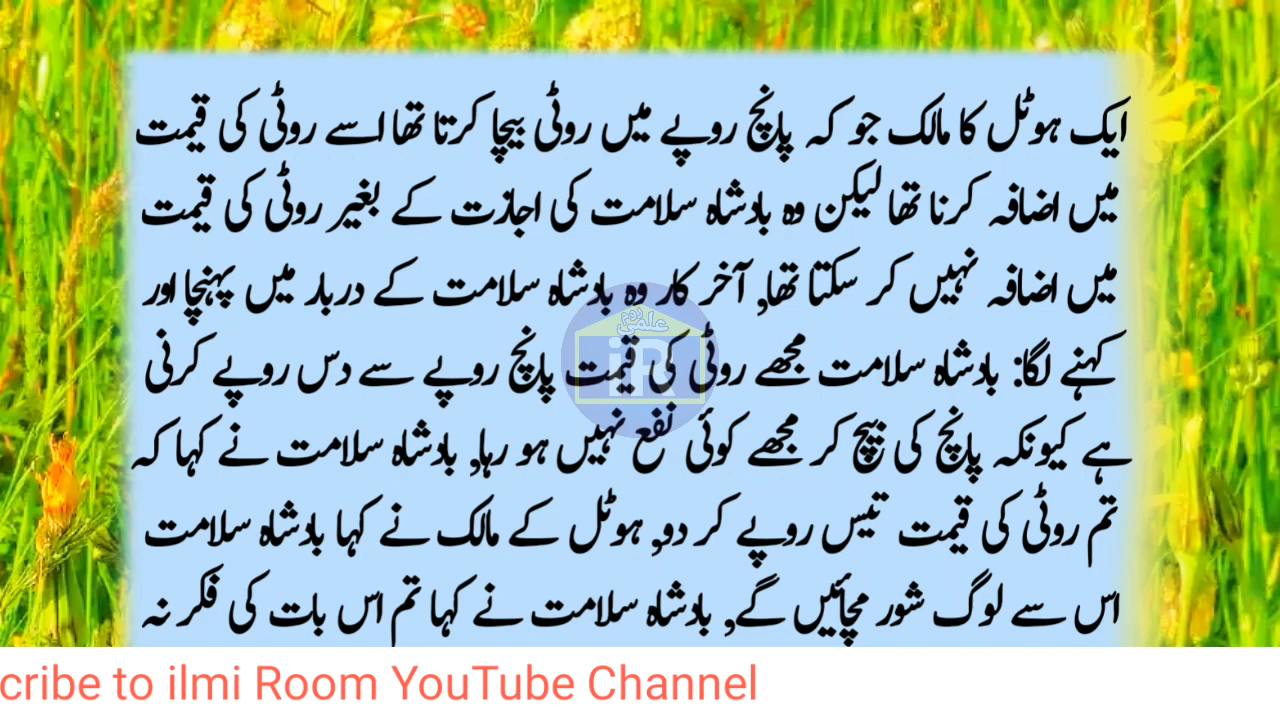 ایک ہوٹل کا مالک جو کہ پانچ روپے میں روٹی بیچا کرتا تھا اسے روٹی کی قیمت
میں اضافہ کرنا تھا لیکن وہ بادشاہ سلامت کی اجازت کے بغیر روٹی کی قیمت
میں اضافہ نہیں کر سکتا تھا, آخر کار وہ بادشاہ سلامت کے دربار میں پہنچا اور
کہنے لگا: بادشاہ سلامت مجھے روٹی کی قیمت پانچ روپے سے دس روپے کرنی
ہے کیونکہ پانچ کی بیچ کر مجھے کوئی نفع نہیں ہو رہا, بادشاہ سلامت نے کہا کہ
تم روٹی کی قیمت تیس روپے کر دو, ہوٹل کے مالک نے کہا بادشاہ سلامت
اس سے لوگ شور مچائیں گے, بادشاہ سلامت نے کہا تم اس بات کی فکر نہ
علمی روم
iR
cribe to ilmi Room YouTube Channel